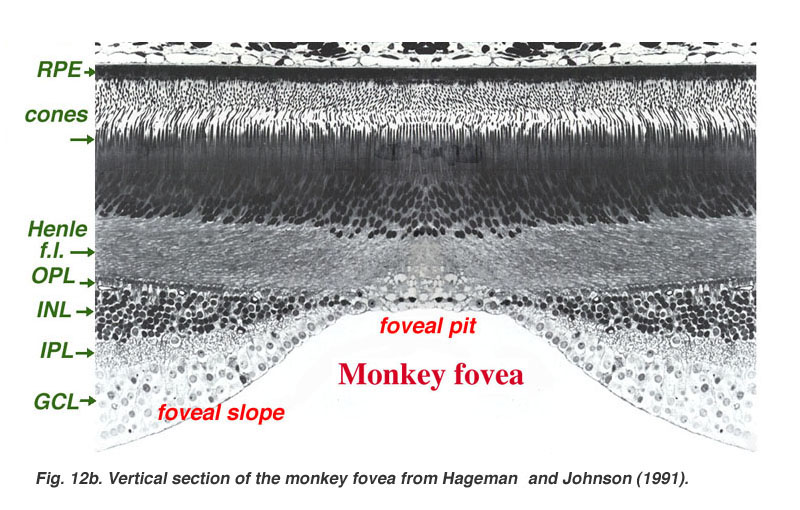 RPE
cones
Henle
f.l.
OPL
INL
IPL
GCL
foveal pit
Monkey fovea
foveal slope
Fig. 12b. Vertical section of the monkey fovea from Hageman and Johnson (1991).